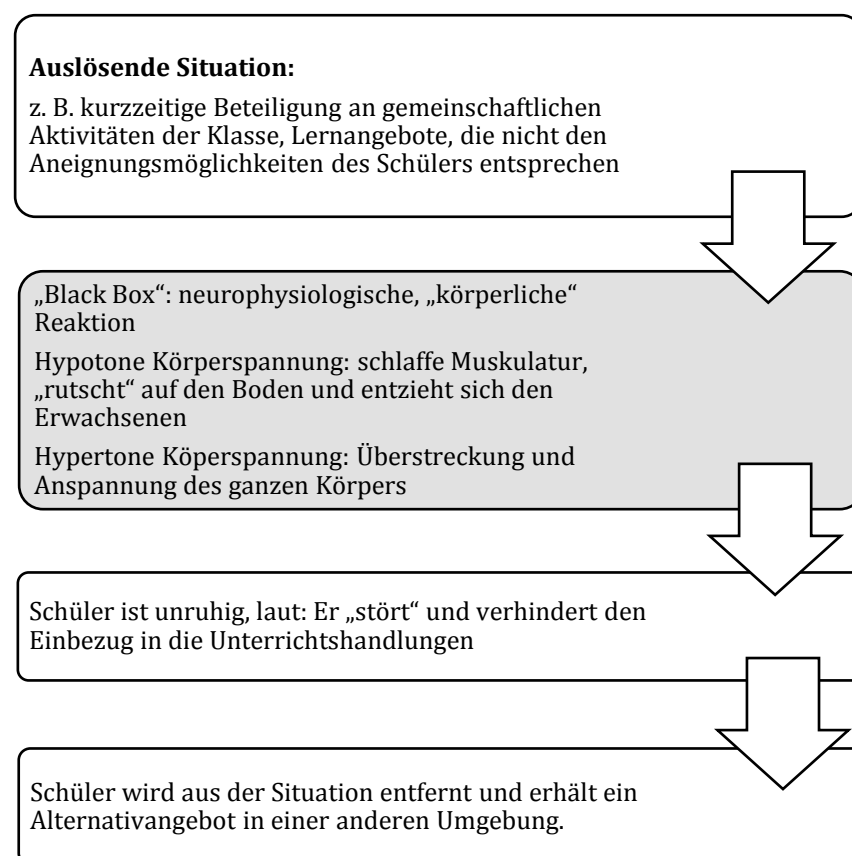 Auslösende Situation:
z. B. kurzzeitige Beteiligung an gemeinschaftlichen
Aktivitäten der Klasse, Lernangebote, die nicht den
Aneignungsmöglichkeiten des Schülers entsprechen
„Black Box“: neurophysiologische, „körperliche“
Reaktion
Hypotone Körperspannung: schlaffe Muskulatur,
„rutscht“ auf den Boden und entzieht sich den
Erwachsenen
Hypertone Köperspannung: Überstreckung und
Anspannung des ganzen Körpers
Schüler ist unruhig, laut: Er „stört“ und verhindert den
Einbezug in die Unterrichtshandlungen
Schüler wird aus der Situation entfernt und erhält ein
Alternativangebot in einer anderen Umgebung.